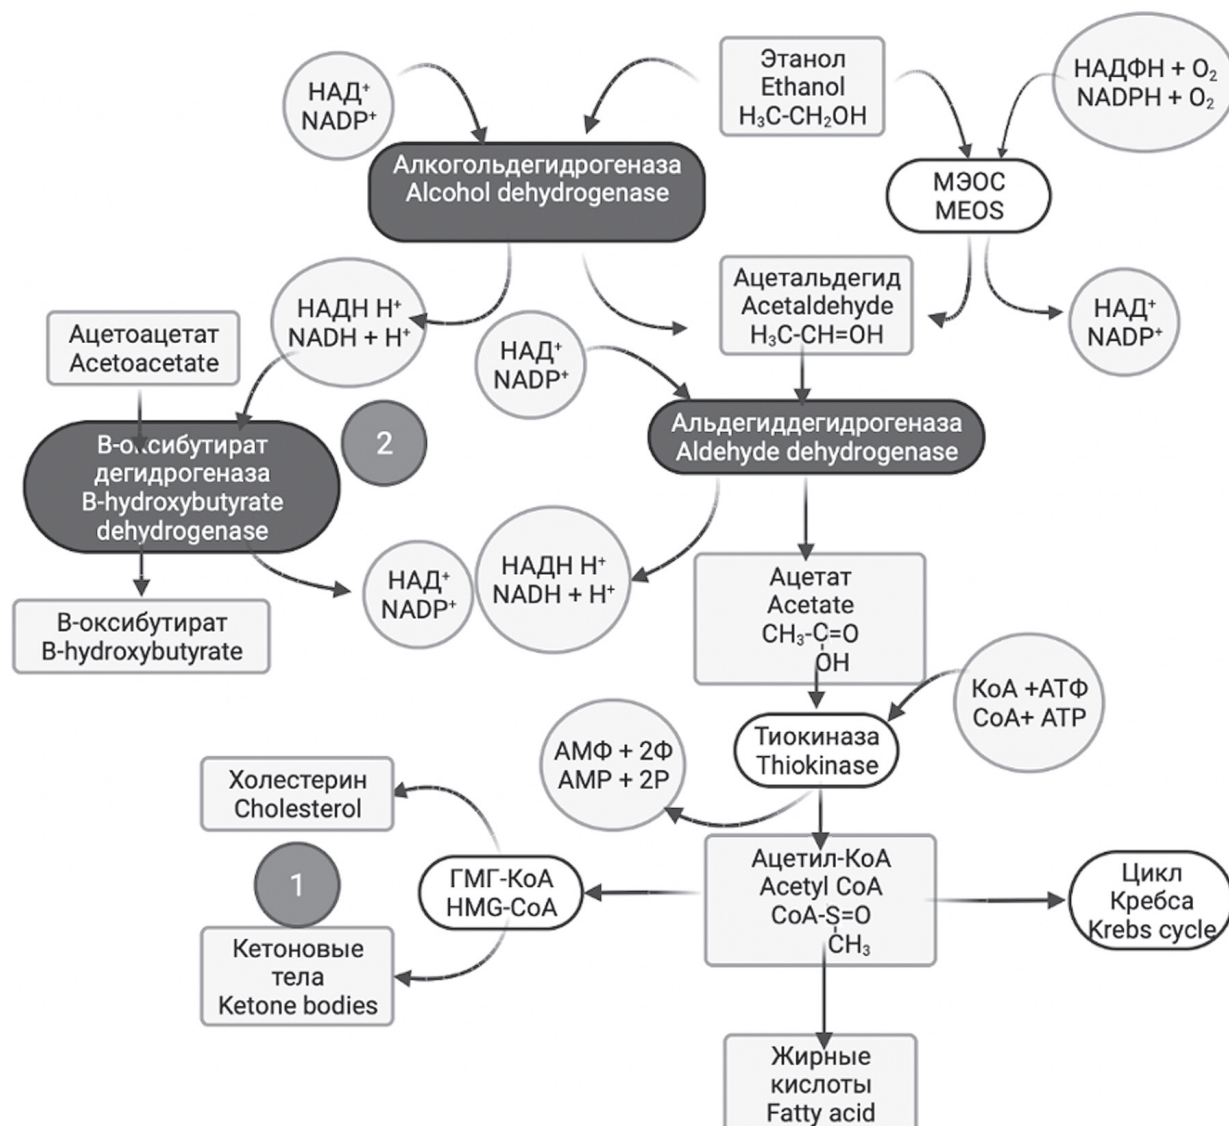 Этанол
Ethanol
H₃C-CH₂OH
НАДФН + O₂
NADPH + O₂
НАД⁺
NADP⁺
Алкогольдегидрогеназа
Alcohol dehydrogenase
МЭОС
MEOS
НАДН Н⁺
NADH + H⁺
Ацетальдегид
Acetaldehyde
H₃C-CH=OH
НАД⁺
NADP⁺
Ацетоацетат
Acetoacetate
НАД⁺
NADP⁺
2
Альдегиддегидрогеназа
Aldehyde dehydrogenase
В-оксибутират
дегидрогеназа
B-hydroxybutyrate
dehydrogenase
НАД⁺
NADP⁺
НАДН Н⁺
NADH + H⁺
Ацетат
Acetate
CH₃-C=O
OH
В-оксибутират
B-hydroxybutyrate
КоА +АТФ
CoA+ ATP
Тиокиназа
Thiokinase
АМФ + 2Ф
AMP + 2P
Холестерин
Cholesterol
1
ГМГ-КоА
HMG-CoA
Ацетил-КоА
Acetyl CoA
CoA-S=O
CH₃
Цикл
Кребса
Krebs cycle
Кетоновые
тела
Ketone bodies
Жирные
кислоты
Fatty acid